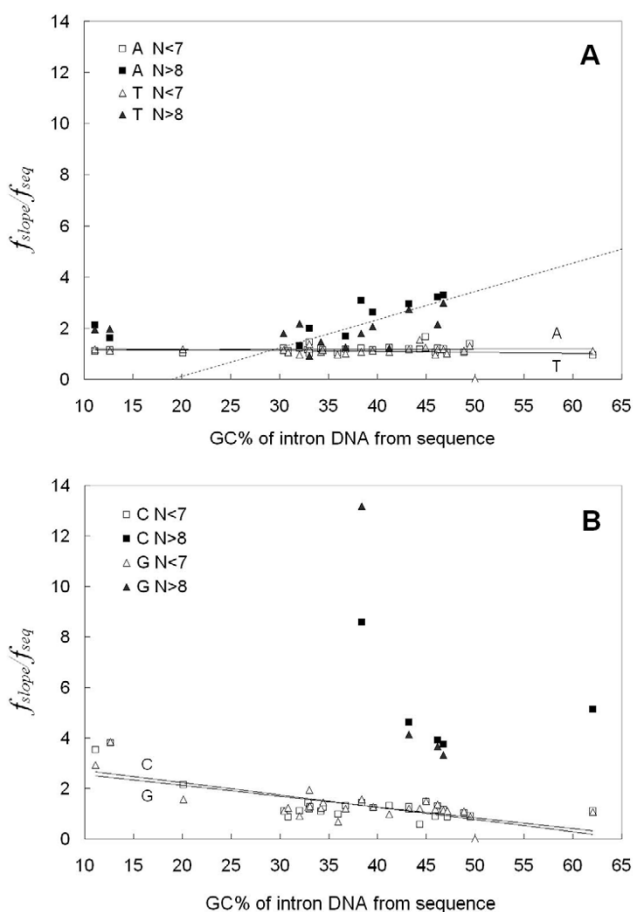 14
12
10
8
6
4
2
0
A N<7
A N>8
T N<7
T N>8
A
A
T
10 15 20 25 30 35 40 45 50 55 60 65
GC% of intron DNA from sequence
fslope/fseq
14
12
10
8
6
4
2
0
C N<7
C N>8
G N<7
G N>8
B
C
G
10 15 20 25 30 35 40 45 50 55 60 65
GC% of intron DNA from sequence
fslope/fseq